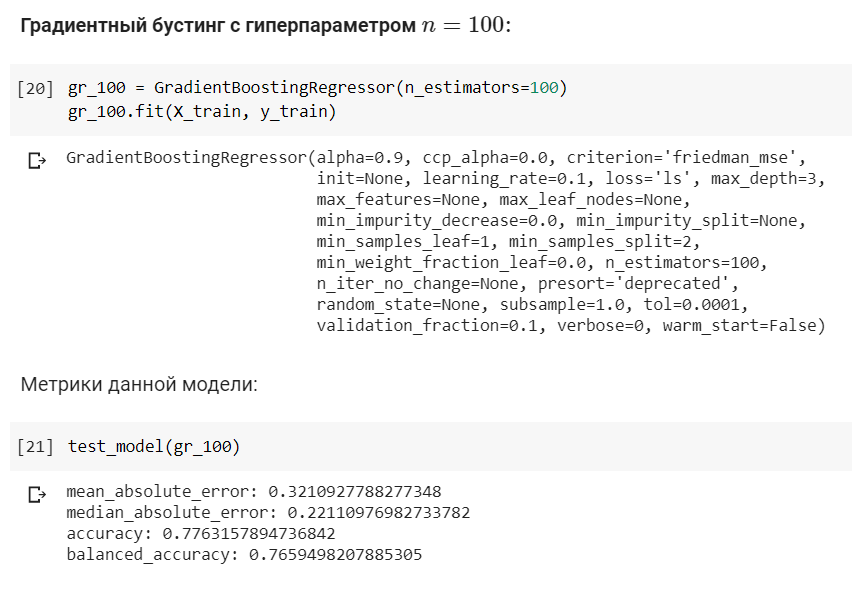 Градиентный бустинг с гиперпараметром n = 100:
[20] gr_100 = GradientBoostingRegressor(n_estimators=100)
gr_100.fit(X_train, y_train)
GradientBoostingRegressor(alpha=0.9, ccp_alpha=0.0, criterion='friedman_mse',
init=None, learning_rate=0.1, loss='ls', max_depth=3,
max_features=None, max_leaf_nodes=None,
min_impurity_decrease=0.0, min_impurity_split=None,
min_samples_leaf=1, min_samples_split=2,
min_weight_fraction_leaf=0.0, n_estimators=100,
n_iter_no_change=None, presort='deprecated',
random_state=None, subsample=1.0, tol=0.0001,
validation_fraction=0.1, verbose=0, warm_start=False)
Метрики данной модели:
[21] test_model(gr_100)
mean_absolute_error: 0.3210927788277348
median_absolute_error: 0.22110976982733782
accuracy: 0.7763157894736842
balanced_accuracy: 0.7659498207885305